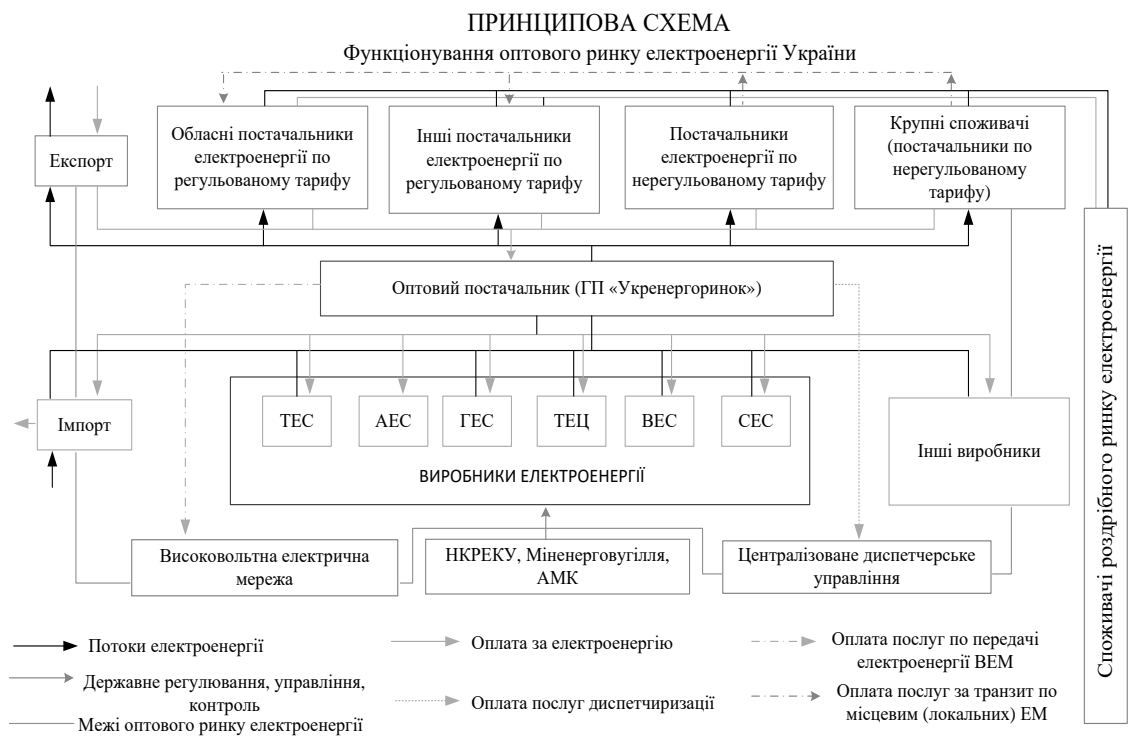 ПРИНЦИПОВА СХЕМА
Функціонування оптового ринку електроенергії України
Експорт
Обласні постачальники
електроенергії по
регульованому тарифу
Інші постачальники
електроенергії по
регульованому тарифу
Постачальники
електроенергії по
нерегульованому тарифу
Крупні споживачі
(постачальники по
нерегульованому
тарифу)
Споживачі роздрібного ринку електроенергії
Оптовий постачальник (ГП «Укренергоринок»)
Імпорт
ТЕС
АЕС
ГЕС
ТЕЦ
ВЕС
СЕС
ВИРОБНИКИ ЕЛЕКТРОЕНЕРГІЇ
Інші виробники
Високовольтна електрична
мережа
НКРЕКУ, Міненерговугілля,
АМК
Централізоване диспетчерське
управління
Потоки електроенергії
Державне регулювання, управління,
контроль
Межі оптового ринку електроенергії
Оплата за електроенергію
Оплата послуг диспетчиризації
Оплата послуг по передачі
електроенергії ВЕМ
Оплата послуг за транзит по
місцевим (локальних) ЕМ